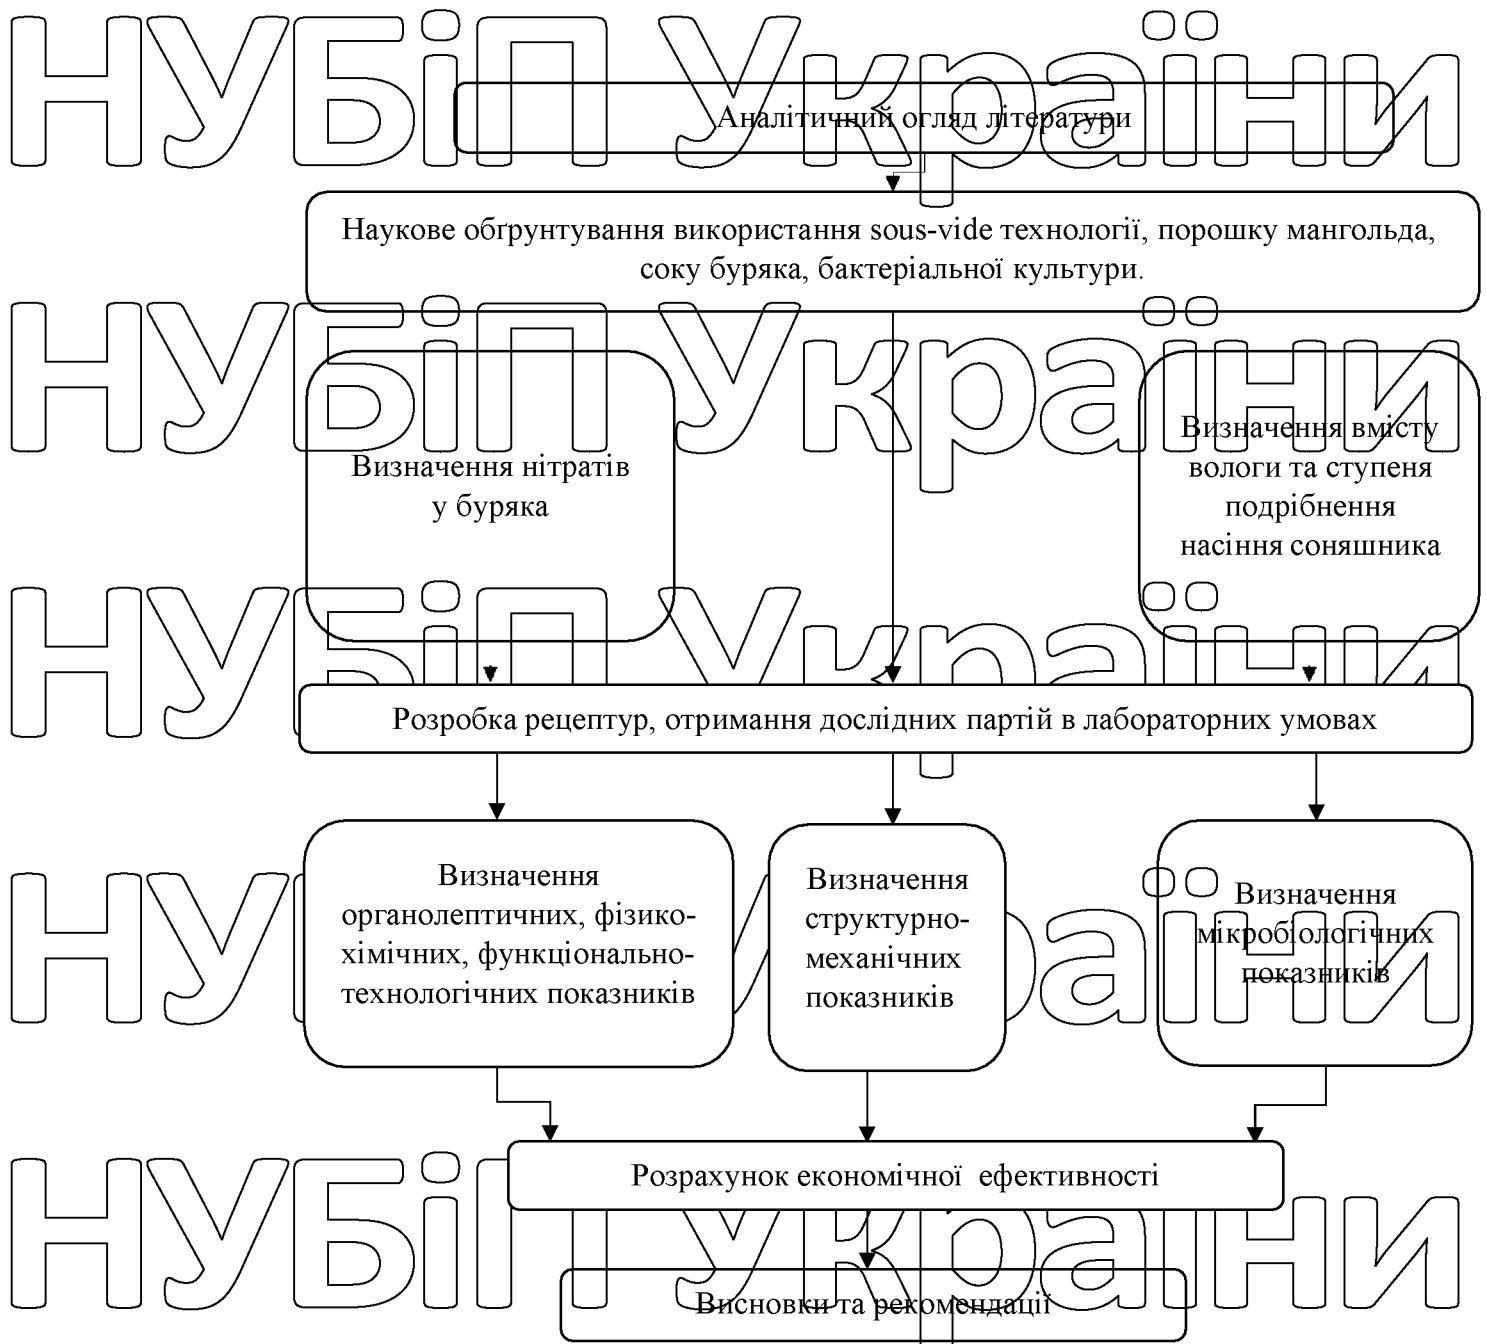 НУБіП України
Аналітичний огляд літератури
Наукове обґрунтування використання sous-vide технології, порошку мангольда,
соку буряка, бактеріальної культури.
НУБіП України
Визначення нітратів
у буряка
Визначення вмісту
вологи та ступеня
подрібнення
насіння соняшника
НУБіП України
Розробка рецептур, отримання дослідних партій в лабораторних умовах
Визначення
органолептичних, фізико-
хімічних, функціонально-
технологічних показників
Визначення
структурно-
механічних
показників
Визначення
мікробіологічних
показників
НУБіП України
Розрахунок економічної ефективності
НУБіП України
Висновки та рекомендації